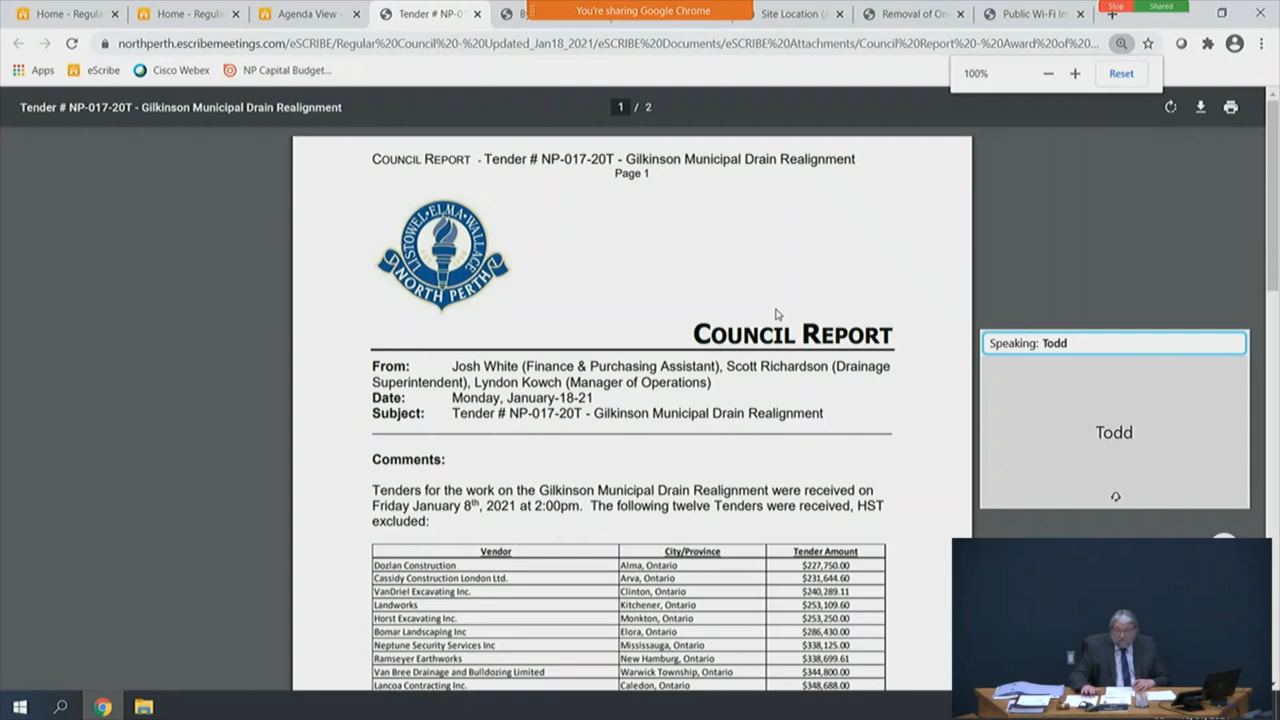 Home - Regula
Home - Regula
Agenda View -
Tender # NP-0
By
You're sharing Google Chrome
Site Location (A
Removal of On
Public Wi-Fi Im
Stop
Shared
northperth.escribemeetings.com/eSCRIBE/Regular%20Council%20-%20Updated_Jan18_2021/eSCRIBE%20Documents/eSCRIBE%20Attachments/Council%20Report%20-%20Award%20of%20...
Apps
eScribe
Cisco Webex
NP Capital Budget...
100%
Reset
Tender # NP-017-20T - Gilkinson Municipal Drain Realignment
1 / 2
COUNCIL REPORT - Tender # NP-017-20T - Gilkinson Municipal Drain Realignment
Page 1
LISTOWEL·ELMA·WALLACE
NORTH PERTH
COUNCIL REPORT
From: Josh White (Finance & Purchasing Assistant), Scott Richardson (Drainage
Superintendent), Lyndon Kowch (Manager of Operations)
Date: Monday, January-18-21
Subject: Tender # NP-017-20T - Gilkinson Municipal Drain Realignment
Comments:
Tenders for the work on the Gilkinson Municipal Drain Realignment were received on
Friday January 8th, 2021 at 2:00pm. The following twelve Tenders were received, HST
excluded:
Vendor City/Province Tender Amount
Dozlan Construction Alma, Ontario $227,750.00
Cassidy Construction London Ltd. Arva, Ontario $231,644.60
VanDriel Excavating Inc. Clinton, Ontario $240,289.11
Landworks Kitchener, Ontario $253,109.60
Horst Excavating Inc. Monkton, Ontario $253,250.00
Bomar Landscaping Inc Elora, Ontario $286,430.00
Neptune Security Services Inc Mississauga, Ontario $338,125.00
Ramseyer Earthworks New Hamburg, Ontario $338,699.61
Van Bree Drainage and Bulldozing Limited Warwick Township, Ontario $344,800.00
Lancoa Contracting Inc. Caledon, Ontario $348,688.00
Speaking: Todd
Todd